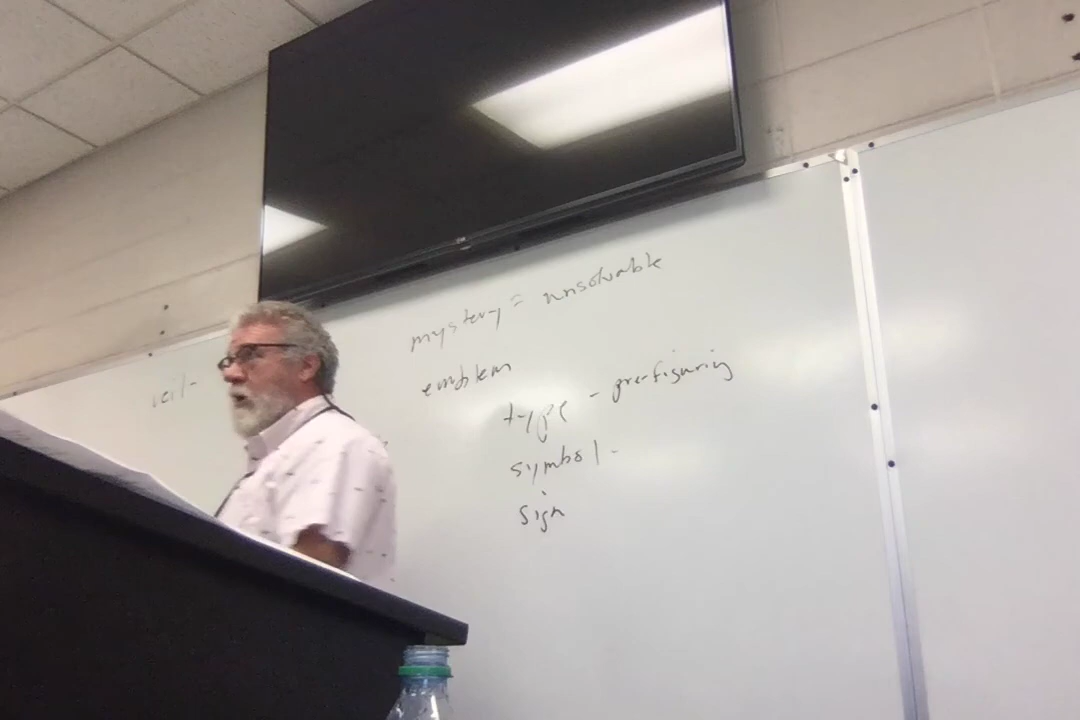 mystery = unsolvable
emblem
type - prefiguring
symbol -
sign